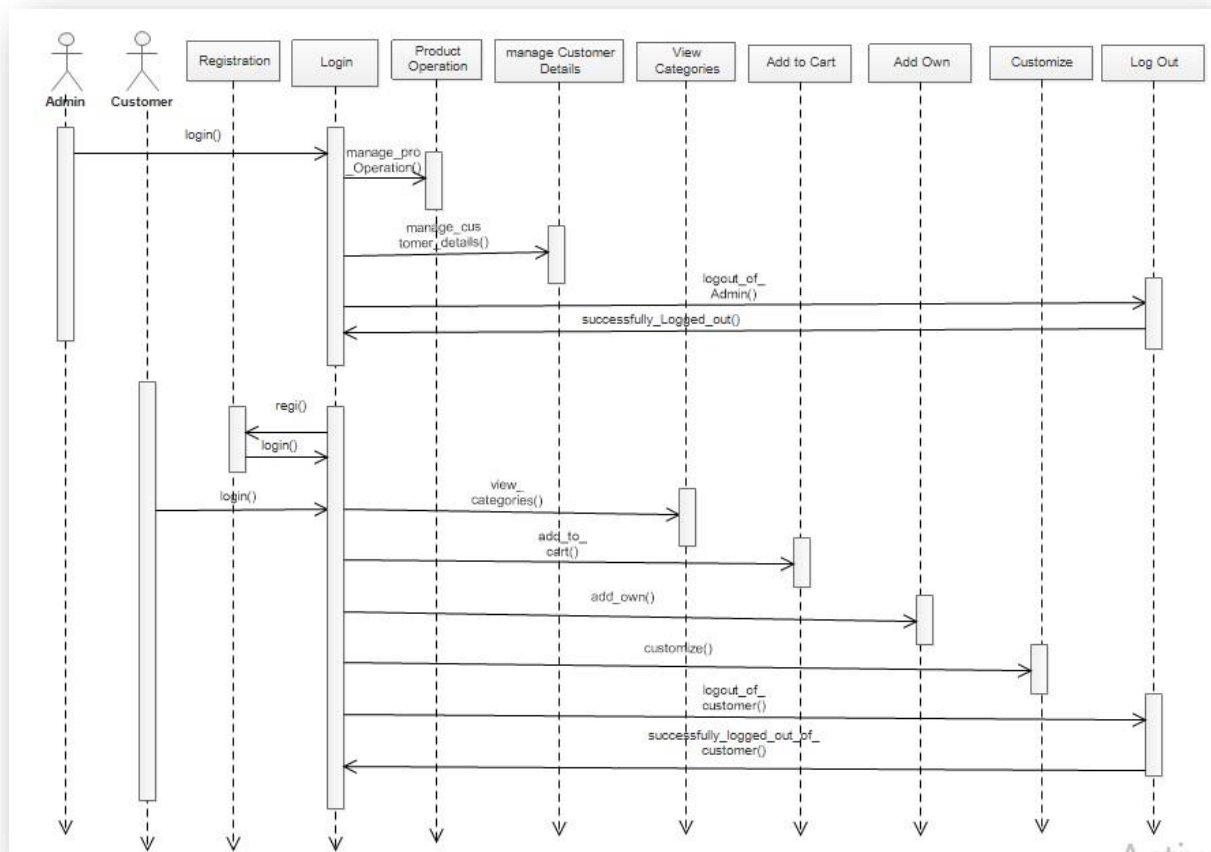 Admin
Customer
Registration
Login
Product
Operation
manage Customer
Details
View
Categories
Add to Cart
Add Own
Customize
Log Out
login()
manage_pro
_Operation()
manage_cus
tomer_details()
logout_of_
Admin()
successfully_Logged_out()
regi()
login()
login()
view_
categories()
add_to_
cart()
add_own()
customize()
logout_of_
customer()
successfully_logged_out_of_
customer()